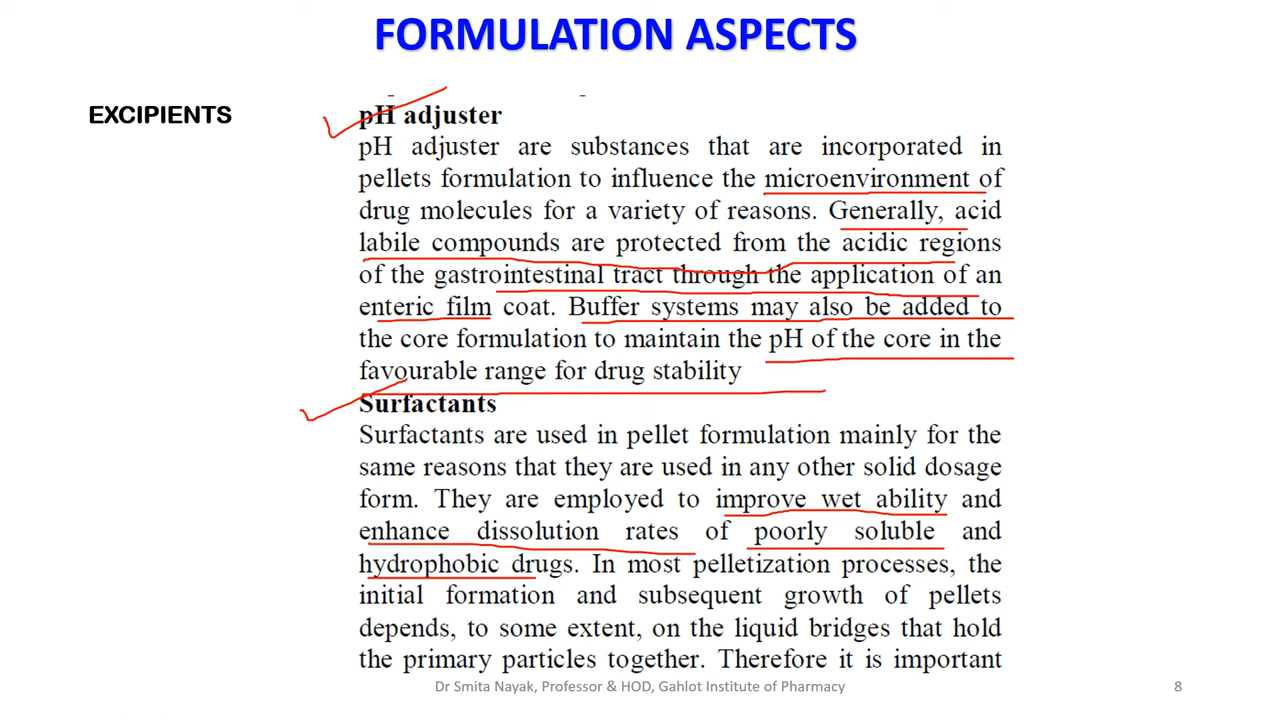 FORMULATION ASPECTS
EXCIPIENTS
pH adjuster
pH adjuster are substances that are incorporated in
pellets formulation to influence the microenvironment of
drug molecules for a variety of reasons. Generally, acid
labile compounds are protected from the acidic regions
of the gastrointestinal tract through the application of an
enteric film coat. Buffer systems may also be added to
the core formulation to maintain the pH of the core in the
favourable range for drug stability
Surfactants
Surfactants are used in pellet formulation mainly for the
same reasons that they are used in any other solid dosage
form. They are employed to improve wet ability and
enhance dissolution rates of poorly soluble and
hydrophobic drugs. In most pelletization processes, the
initial formation and subsequent growth of pellets
depends, to some extent, on the liquid bridges that hold
the primary particles together. Therefore it is important
Dr Smita Nayak, Professor & HOD, Gahlot Institute of Pharmacy
8